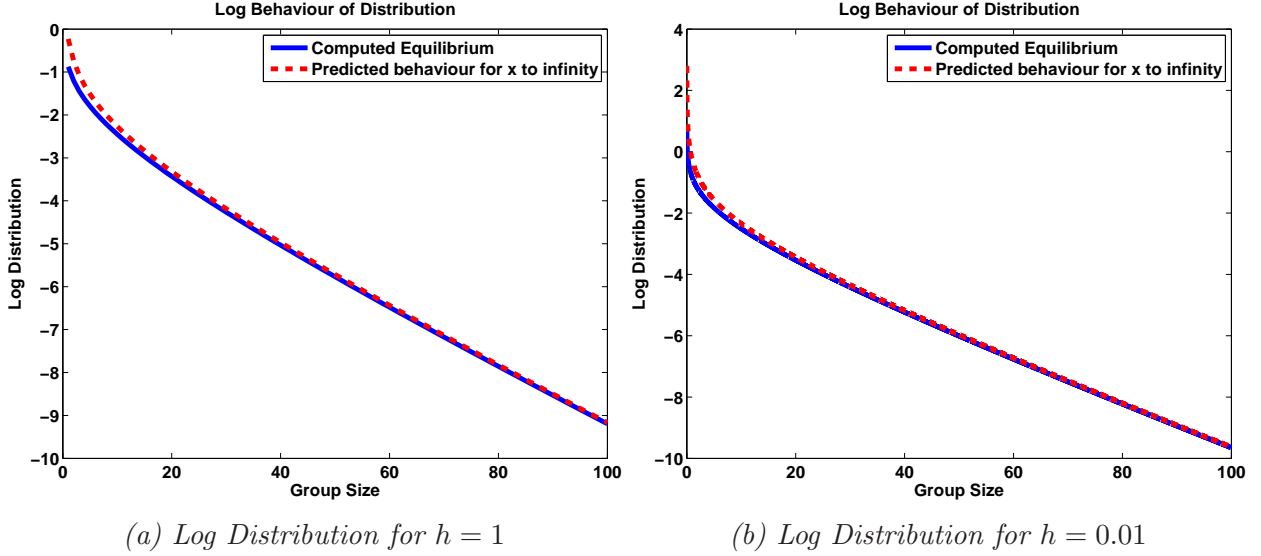 Log Behaviour of Distribution
0
−1
−2
−3
−4
−5
−6
−7
−8
−9
−10
Log Distribution
Computed Equilibrium
Predicted behaviour for x to infinity
0 20 40 60 80 100
Group Size
(a) Log Distribution for h = 1
Log Behaviour of Distribution
4
2
0
−2
−4
−6
−8
−10
Log Distribution
Computed Equilibrium
Predicted behaviour for x to infinity
0 20 40 60 80 100
Group Size
(b) Log Distribution for h = 0.01